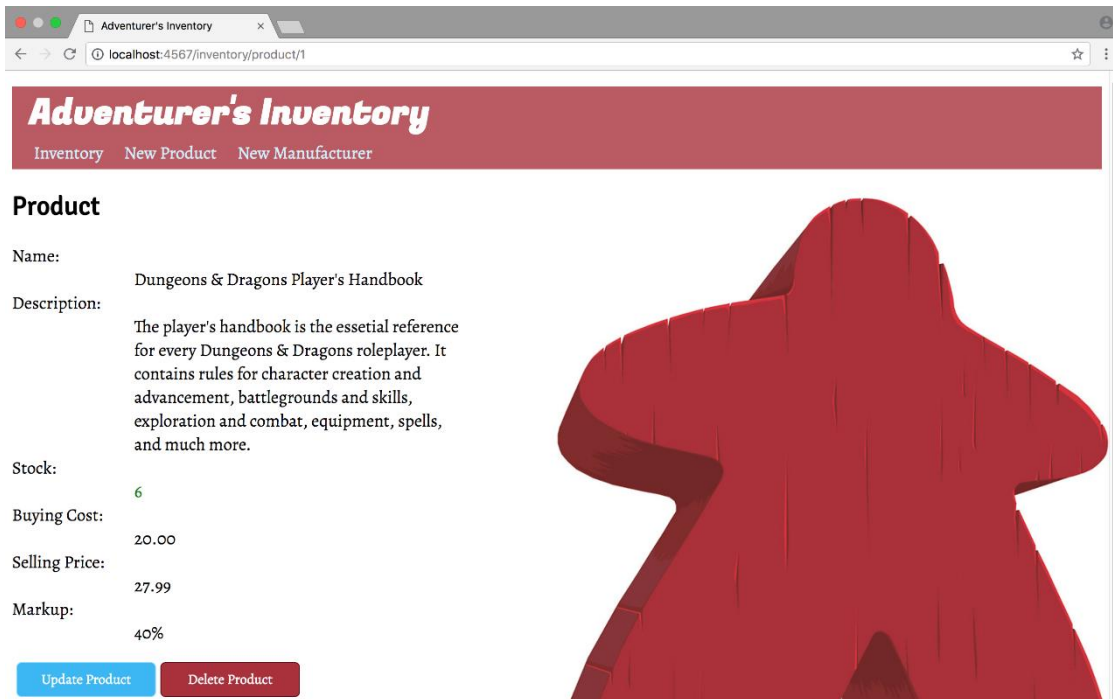 Adventurer's Inventory
localhost:4567/inventory/product/1
Adventurer's Inventory
Inventory New Product New Manufacturer
Product
Name:
Dungeons & Dragons Player's Handbook
Description:
The player's handbook is the essetial reference
for every Dungeons & Dragons roleplayer. It
contains rules for character creation and
advancement, battlegrounds and skills,
exploration and combat, equipment, spells,
and much more.
Stock:
6
Buying Cost:
20.00
Selling Price:
27.99
Markup:
40%
Update Product Delete Product